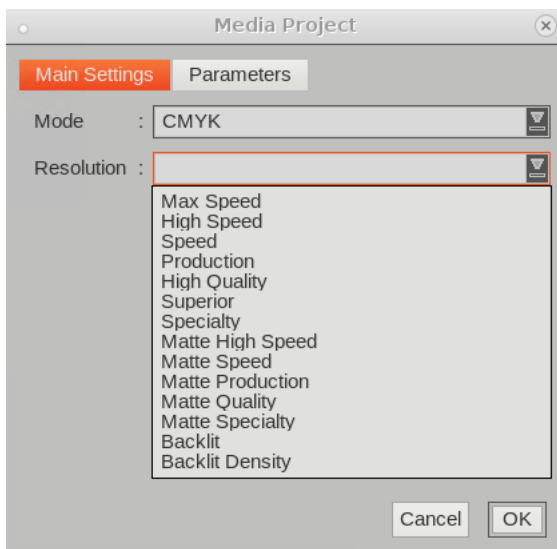 Media Project
Main Settings Parameters
Mode : CMYK
Resolution :
Max Speed
High Speed
Speed
Production
High Quality
Superior
Specialty
Matte High Speed
Matte Speed
Matte Production
Matte Quality
Matte Specialty
Backlit
Backlit Density
Cancel OK